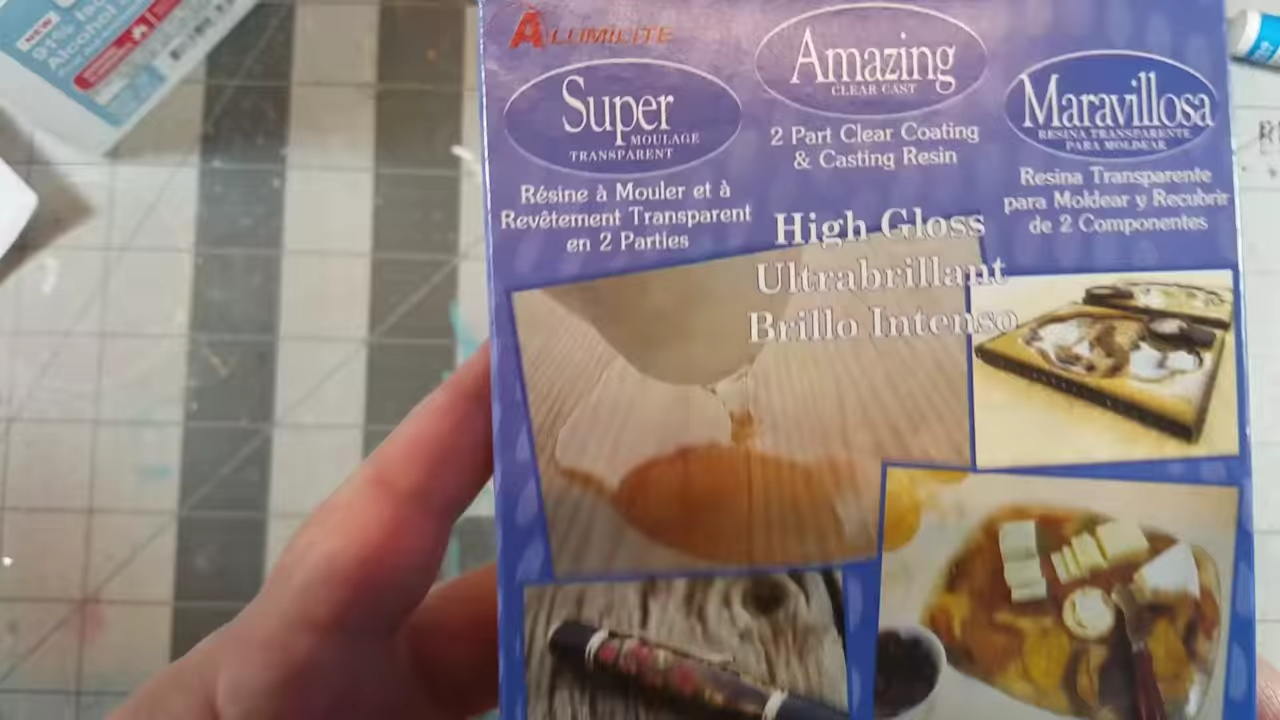 NEW
91% Iso
Alcohol
ALUMILITE
Super
MOULAGE
TRANSPARENT
Résine à Mouler et à
Revêtement Transparent
en 2 Parties
Amazing
CLEAR CAST
2 Part Clear Coating
& Casting Resin
Maravillosa
RESINA TRANSPARENTE
PARA MOLDEAR
Resina Transparente
para Moldear y Recubrir
de 2 Componentes
High Gloss
Ultrabrillant
Brillo Intenso